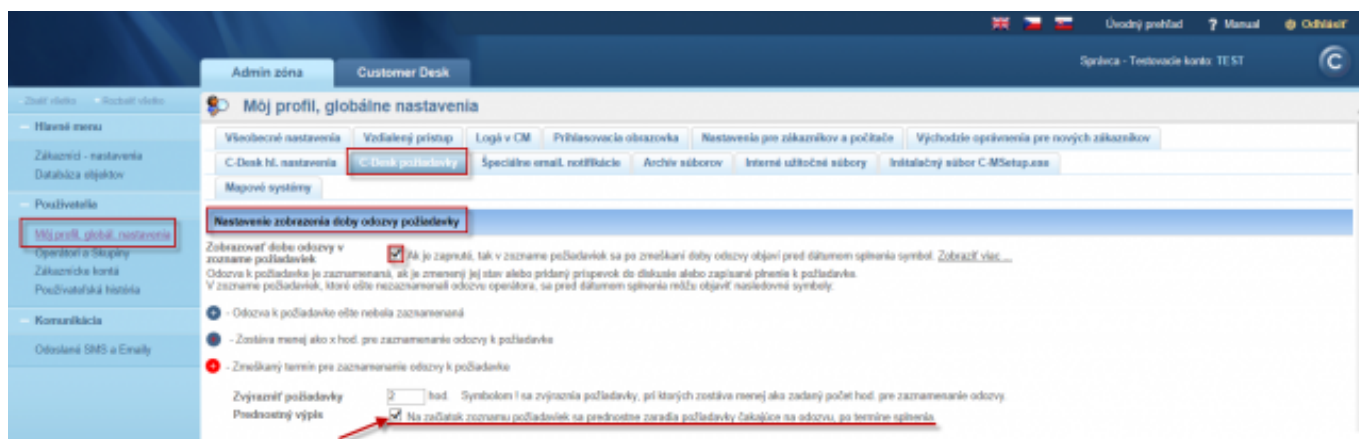 Úvodný prehľad ? Manual Odhlásiť
Admin zóna Customer Desk
Správca - Testovacie konto: TEST
Zbaliť všetko Rozbaliť všetko
Môj profil, globálne nastavenia
Hlavné menu
Zákazníci - nastavenia
Databáza objektov
Používatelia
Môj profil, globál. nastavenia
Operátori a Skupiny
Zákaznícke kontá
Používateľská história
Komunikácia
Odoslané SMS a Emaily
Všeobecné nastavenia Vzdialený prístup Logá v CM Prihlasovacia obrazovka Nastavenia pre zákazníkov a počítače Východzie oprávnenia pre nových zákazníkov
C-Desk hl. nastavenia C-Desk požiadavky Špeciálne email. notifikácie Archív súborov Interné užitočné súbory Inštalačný súbor C-MSetup.exe
Mapové systémy
Nastavenie zobrazenia doby odozvy požiadavky
Zobrazovať dobu odozvy v zozname požiadaviek
Ak je zapnuté, tak v zozname požiadaviek sa po zmeškaní doby odozvy objaví pred dátumom splnenia symbol. Zobraziť viac ...
Odozva k požiadavke je zaznamenaná, ak je zmenený jej stav alebo pridaný príspevok do diskusie alebo zapísané plnenie k požiadavke.
V zozname požiadaviek, ktoré ešte nezaznamenali odozvu operátora, sa pred dátumom splnenia môžu objaviť nasledovné symboly:
- Odozva k požiadavke ešte nebola zaznamenaná
- Zostáva menej ako x hod. pre zaznamenanie odozvy k požiadavke
- Zmeškaný termín pre zaznamenanie odozvy k požiadavke
Zvýrazniť požiadavky 2 hod. Symbolom ! sa zvýraznia požiadavky, pri ktorých zostáva menej ako zadaný počet hod. pre zaznamenanie odozvy.
Prednostný výpis Na začiatok zoznamu požiadaviek sa prednostne zaradia požiadavky čakajúce na odozvu, po termíne splnenia.